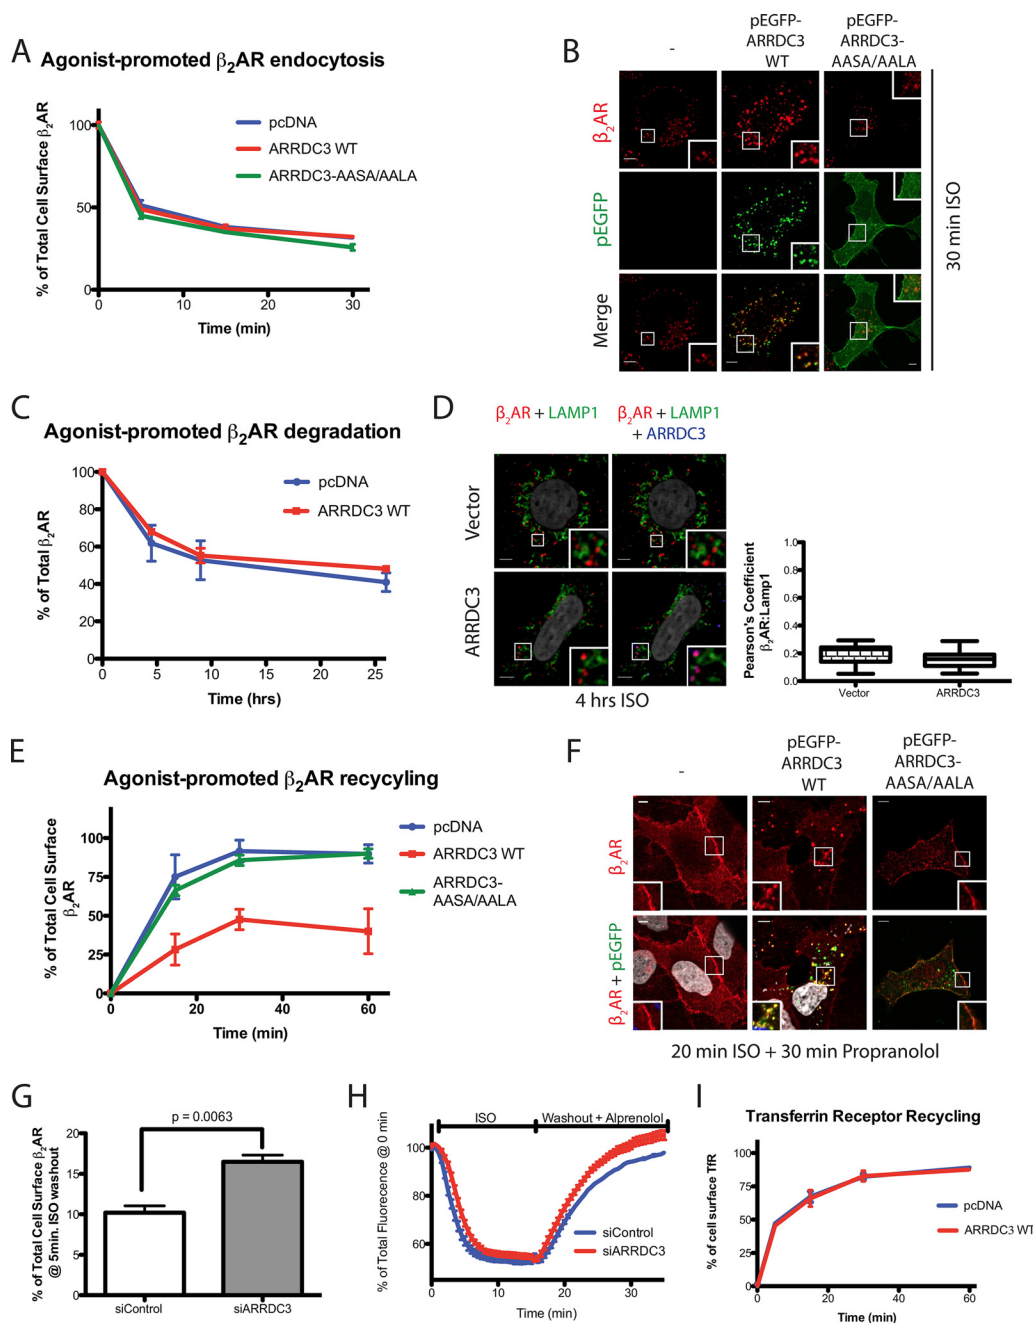 A
Agonist-promoted β2AR endocytosis
% of Total Cell Surface β2AR
100
50
0
pcDNA
ARRDC3 WT
ARRDC3-AASA/AALA
0 10 20 30
Time (min)
B
-
pEGFP-
ARRDC3
WT
pEGFP-
ARRDC3-
AASA/AALA
β2AR
pEGFP
Merge
30 min ISO
C
Agonist-promoted β2AR degradation
% of Total β2AR
100
80
60
40
20
0
pcDNA
ARRDC3 WT
0 5 10 15 20 25
Time (hrs)
D
β2AR + LAMP1
β2AR + LAMP1
+ ARRDC3
Vector
ARRDC3
4 hrs ISO
Pearson's Coefficient
β2AR:Lamp1
1.0
0.8
0.6
0.4
0.2
0.0
Vector ARRDC3
E
Agonist-promoted β2AR recycyling
% of Total Cell Surface
β2AR
100
75
50
25
0
pcDNA
ARRDC3 WT
ARRDC3-
AASA/AALA
0 20 40 60
Time (min)
F
-
pEGFP-
ARRDC3
WT
pEGFP-
ARRDC3-
AASA/AALA
β2AR
β2AR + pEGFP
20 min ISO + 30 min Propranolol
G
p = 0.0063
% of Total Cell Surface β2AR
@ 5min. ISO washout
20
15
10
5
0
siControl siARRDC3
H
ISO
Washout + Alprenolol
% of Total Fluorecence @ 0 min
100
80
60
siControl
siARRDC3
0 10 20 30
Time (min)
I
Transferrin Receptor Recycling
% of cell surface TfR
100
75
50
25
0
pcDNA
ARRDC3 WT
0 20 40 60
Time (min)